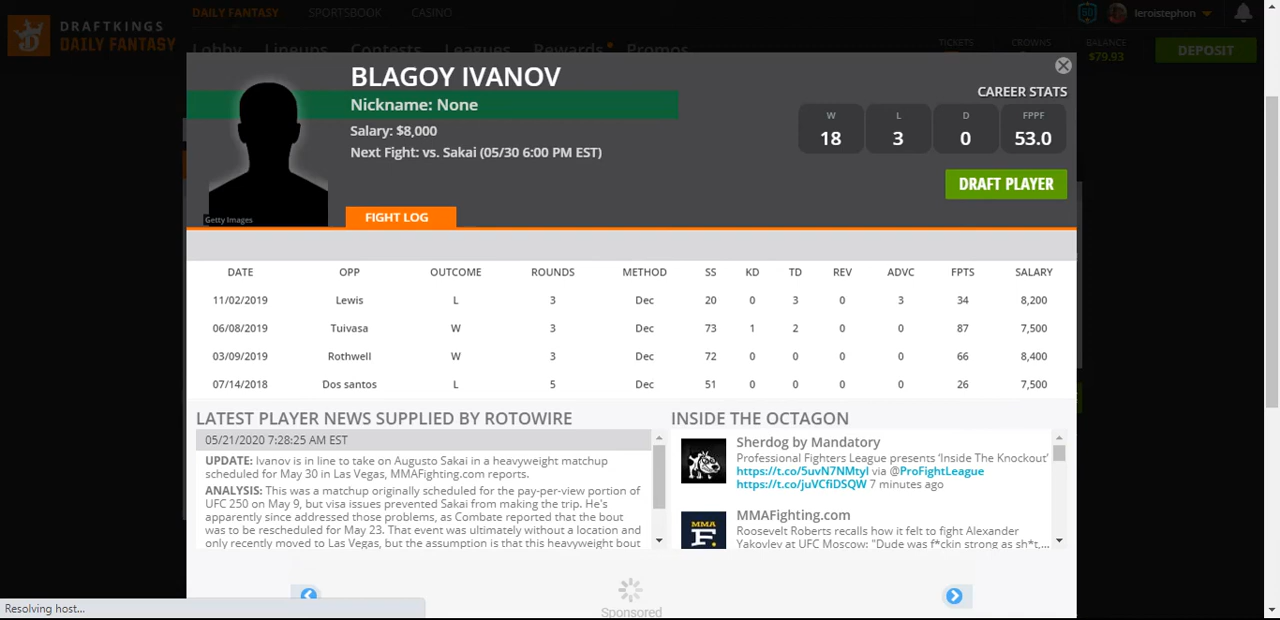 DRAFTKINGS
DAILY FANTASY
DAILY FANTASY SPORTSBOOK CASINO
leroistephon
Lobby Lineups Contests Leagues Rewards Promos
TICKETS CROWNS BALANCE
$79.93
DEPOSIT
BLAGOY IVANOV
Nickname: None
Salary: $8,000
Next Fight: vs. Sakai (05/30 6:00 PM EST)
Getty Images
CAREER STATS
W L D FPPF
18 3 0 53.0
DRAFT PLAYER
FIGHT LOG
DATE OPP OUTCOME ROUNDS METHOD SS KD TD REV ADVC FPTS SALARY
11/02/2019 Lewis L 3 Dec 20 0 3 0 3 34 8,200
06/08/2019 Tuivasa W 3 Dec 73 1 2 0 0 87 7,500
03/09/2019 Rothwell W 3 Dec 72 0 0 0 0 66 8,400
07/14/2018 Dos santos L 5 Dec 51 0 0 0 0 26 7,500
LATEST PLAYER NEWS SUPPLIED BY ROTOWIRE
05/21/2020 7:28:25 AM EST
UPDATE: Ivanov is in line to take on Augusto Sakai in a heavyweight matchup
scheduled for May 30 in Las Vegas, MMAFighting.com reports.
ANALYSIS: This was a matchup originally scheduled for the pay-per-view portion of
UFC 250 on May 9, but visa issues prevented Sakai from making the trip. He's
apparently since addressed those problems, as Combate reported that the bout
was to be rescheduled for May 23. That event was ultimately without a location and
only recently moved to Las Vegas, but the assumption is that this heavyweight bout
INSIDE THE OCTAGON
Sherdog by Mandatory
Professional Fighters League presents 'Inside The Knockout'
https://t.co/5uvN7NMtyl via @ProFightLeague
https://t.co/juVCfiDSQW 7 minutes ago
MMA
F.
MMAFighting.com
Roosevelt Roberts recalls how it felt to fight Alexander
Yakovlev at UFC Moscow: "Dude was f*ckin strong as sh*t,...
Sponsored
Resolving host...